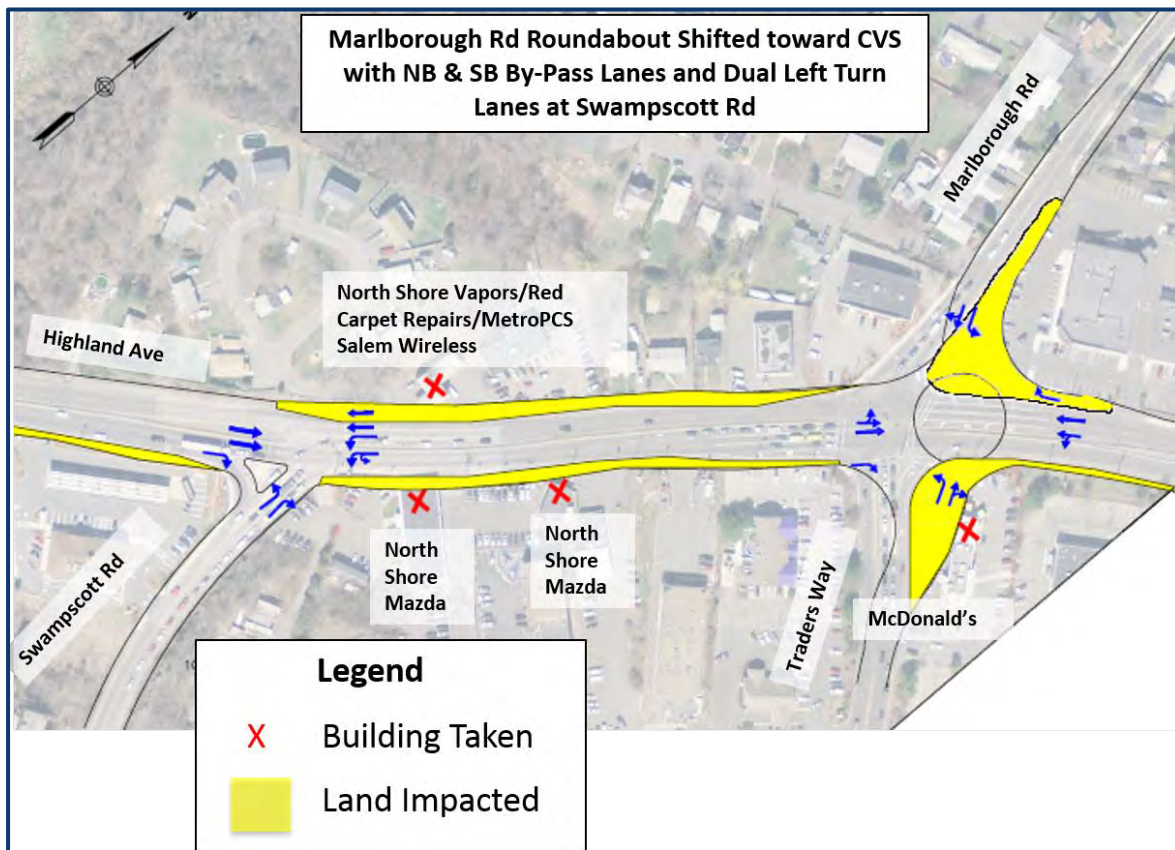 Marlborough Rd Roundabout Shifted toward CVS
with NB & SB By-Pass Lanes and Dual Left Turn
Lanes at Swampscott Rd
Marlborough Rd
North Shore Vapors/Red
Carpet Repairs/MetroPCS
Salem Wireless
Highland Ave
North
Shore
Mazda
North
Shore
Mazda
Swampscott Rd
Traders Way
McDonald's
Legend
X Building Taken
Land Impacted